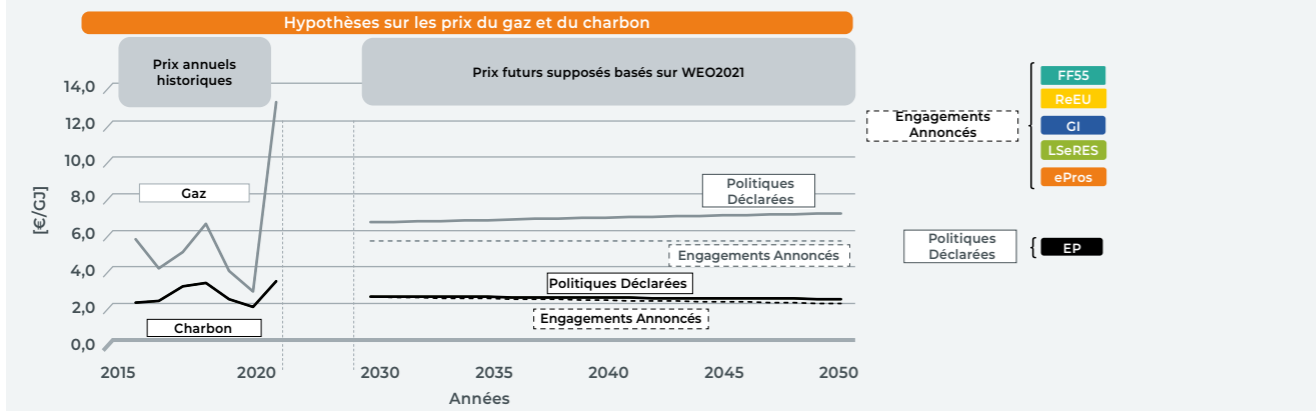 Hypothèses sur les prix du gaz et du charbon
Prix annuels
historiques
Prix futurs supposés basés sur WEO2021
14,0
12,0
10,0
8,0
6,0
4,0
2,0
0,0
[€/GJ]
Gaz
Charbon
Politiques
Déclarées
Engagements Annoncés
Politiques Déclarées
Engagements Annoncés
2015
2020
2030
2035
2040
2045
2050
Années
Engagements
Annoncés
FF55
ReEU
GI
LSeRES
ePros
Politiques
Déclarées
EP